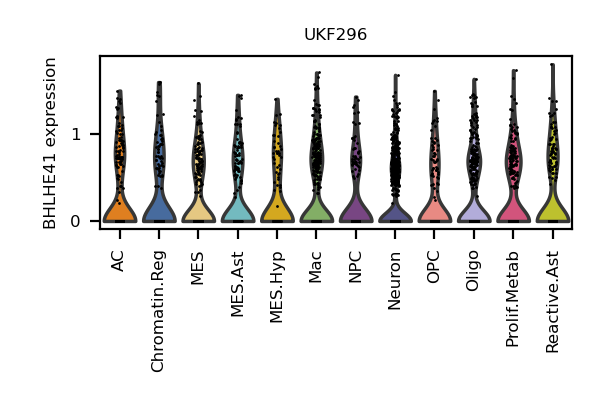 UKF296
BHLHE41 expression
1
0
AC
Chromatin.Reg
MES
MES.Ast
MES.Hyp
Mac
NPC
Neuron
OPC
Oligo
Prolif.Metab
Reactive.Ast